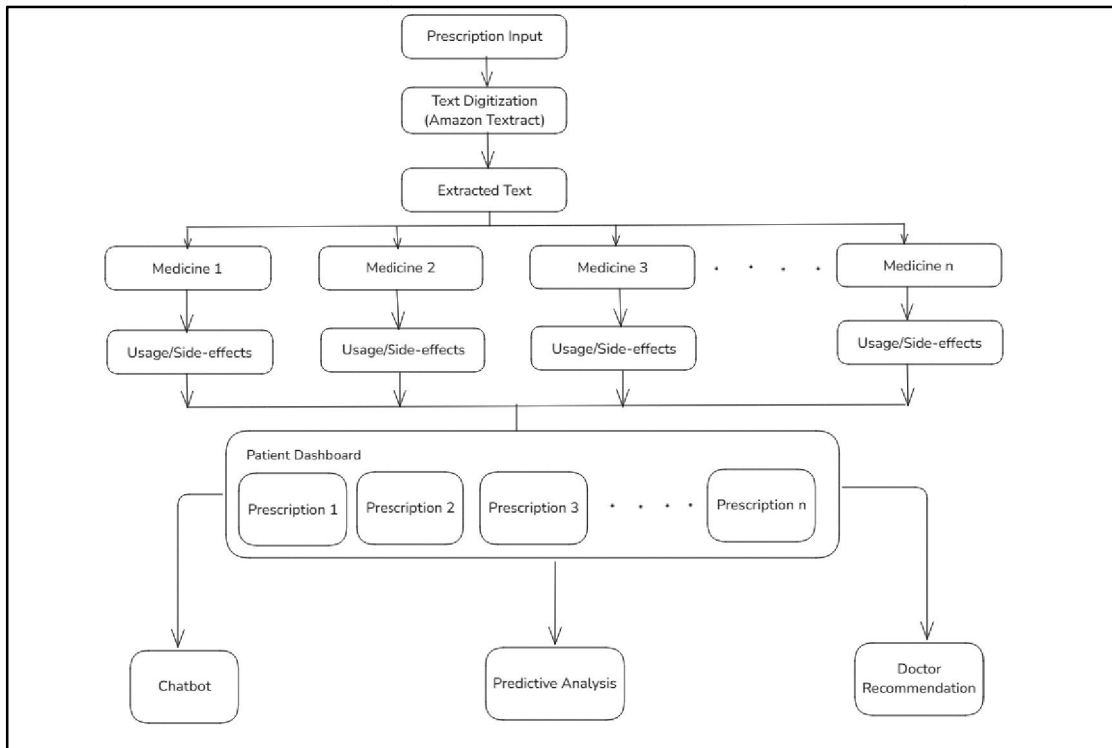 Prescription Input
Text Digitization
(Amazon Textract)
Extracted Text
Medicine 1
Medicine 2
Medicine 3
Medicine n
Usage/Side-effects
Usage/Side-effects
Usage/Side-effects
Usage/Side-effects
Patient Dashboard
Prescription 1
Prescription 2
Prescription 3
Prescription n
Chatbot
Predictive Analysis
Doctor
Recommendation